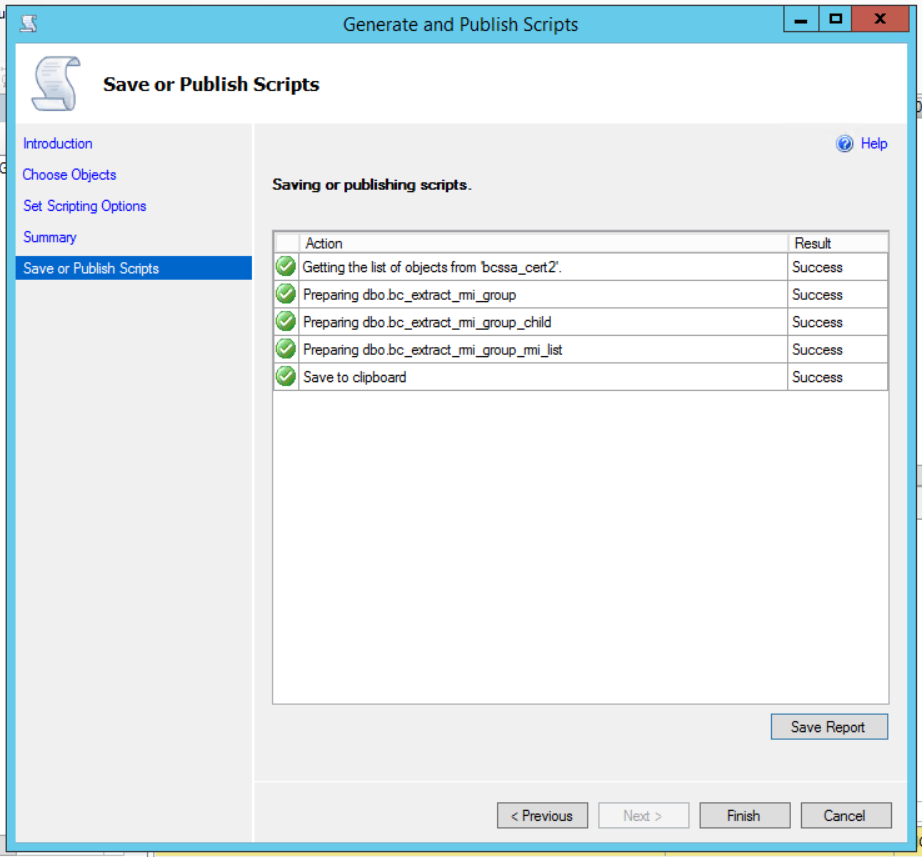 Generate and Publish Scripts
Save or Publish Scripts
Introduction
Choose Objects
Set Scripting Options
Summary
Save or Publish Scripts
Help
Saving or publishing scripts.
Action Result
Getting the list of objects from 'bcssa_cert2'. Success
Preparing dbo.bc_extract_rmi_group Success
Preparing dbo.bc_extract_rmi_group_child Success
Preparing dbo.bc_extract_rmi_group_rmi_list Success
Save to clipboard Success
Save Report
< Previous Next > Finish Cancel